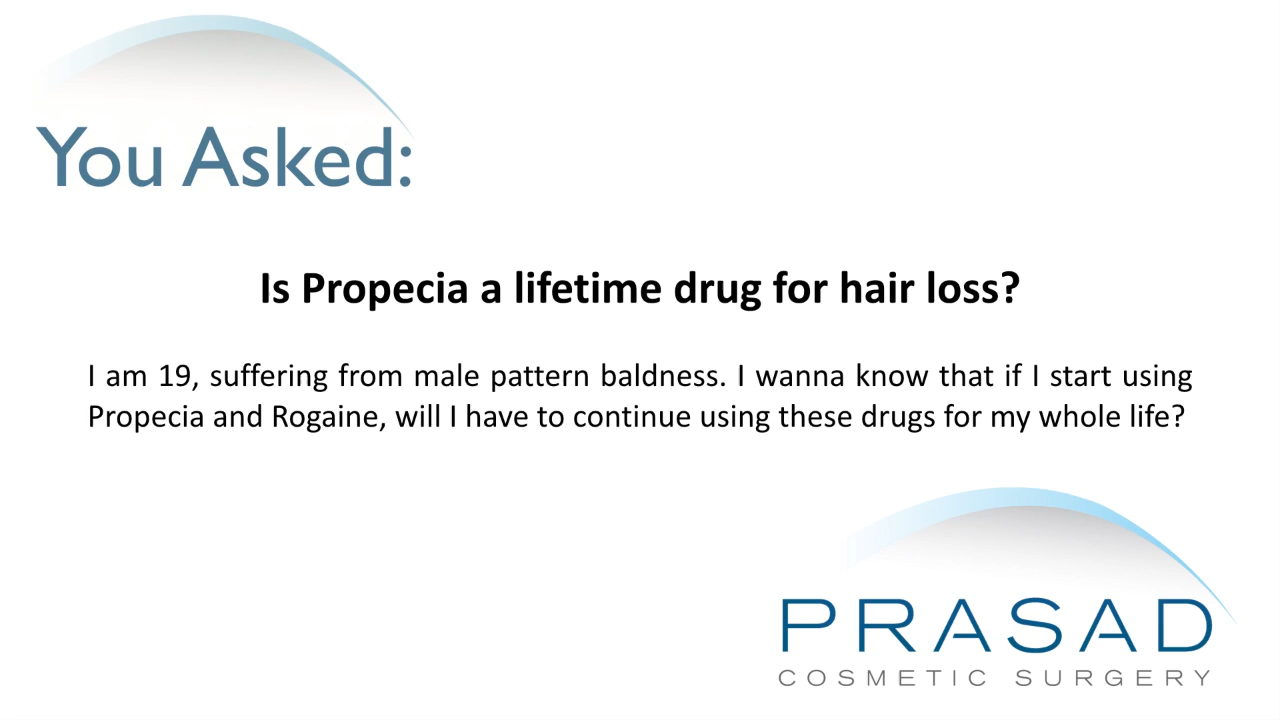 You Asked:
Is Propecia a lifetime drug for hair loss?
I am 19, suffering from male pattern baldness. I wanna know that if I start using
Propecia and Rogaine, will I have to continue using these drugs for my whole life?
PRASAD
COSMETIC SURGERY